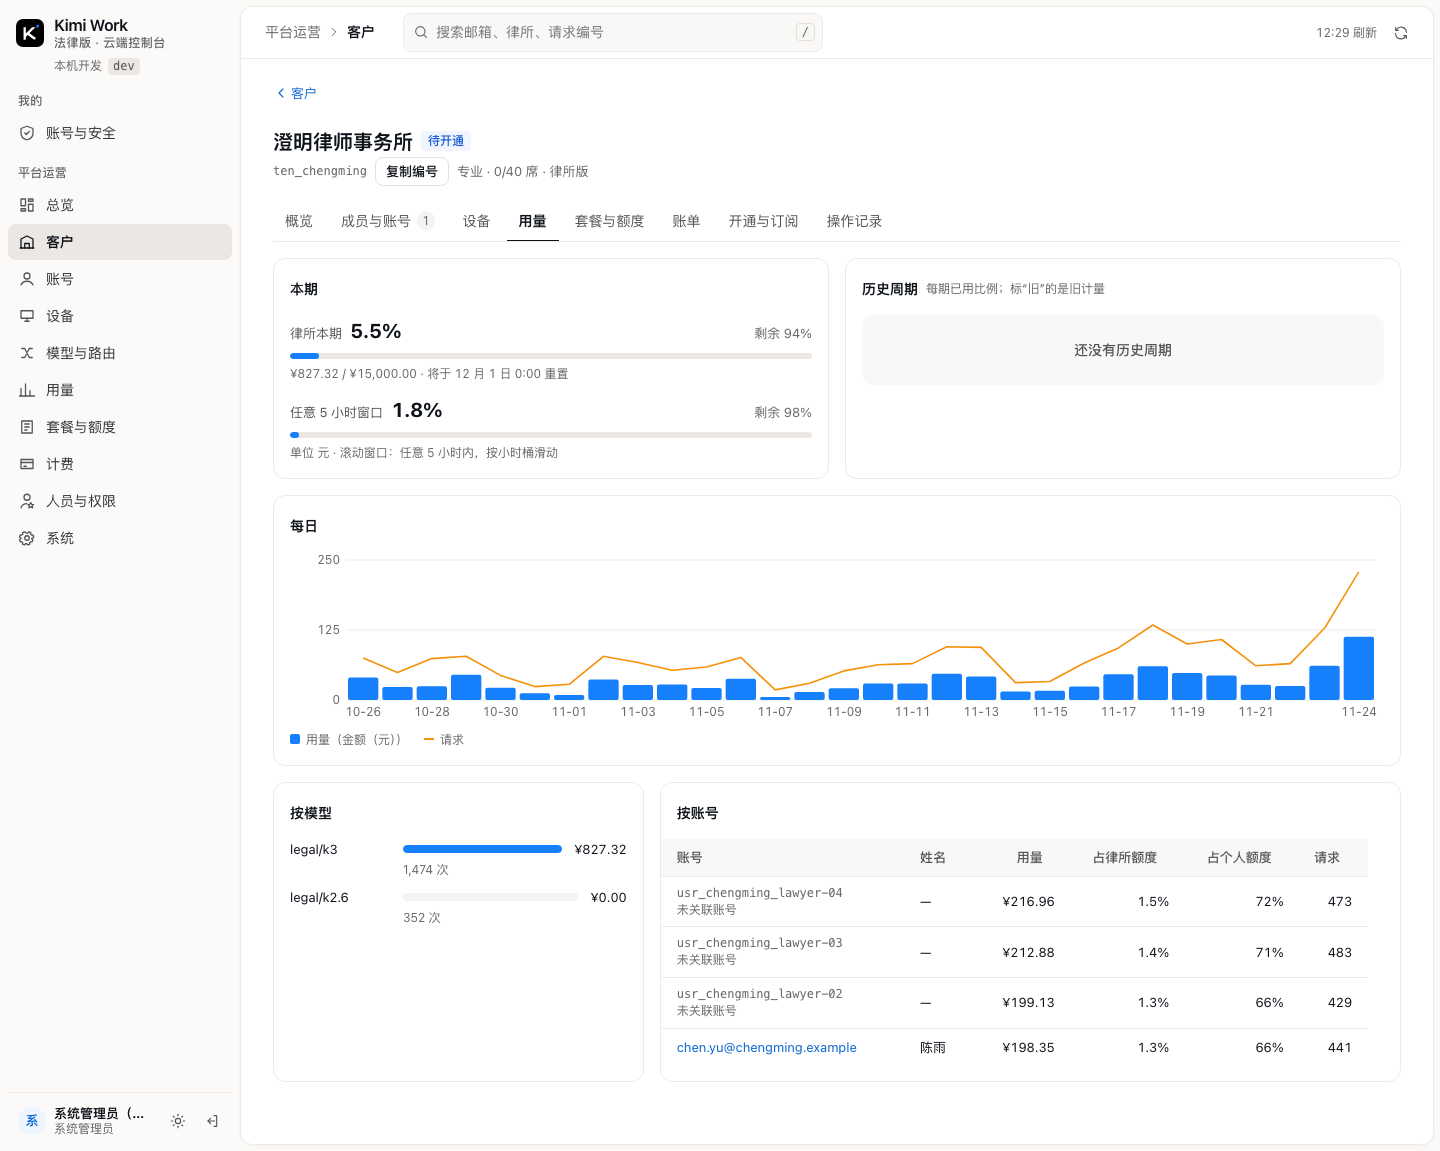 Kimi Work
法律版 · 云端控制台
本机开发 dev
我的
账号与安全
平台运营
总览
客户
账号
设备
模型与路由
用量
套餐与额度
计费
人员与权限
系统
系 系统管理员（...
系统管理员
平台运营 > 客户
搜索邮箱、律所、请求编号 /
12:29 刷新
< 客户
澄明律师事务所 待开通
ten_chengming 复制编号 专业 · 0/40 席 · 律所版
概览 成员与账号 1 设备 用量 套餐与额度 账单 开通与订阅 操作记录
本期
律所本期 5.5% 剩余 94%
¥827.32 / ¥15,000.00 · 将于 12 月 1 日 0:00 重置
任意 5 小时窗口 1.8% 剩余 98%
单位 元 · 滚动窗口：任意 5 小时内，按小时桶滑动
历史周期 每期已用比例；标“旧”的是旧计量
还没有历史周期
每日
250
125
0
10-26 10-28 10-30 11-01 11-03 11-05 11-07 11-09 11-11 11-13 11-15 11-17 11-19 11-21 11-24
用量（金额（元）） 请求
按模型
legal/k3 ¥827.32
1,474 次
legal/k2.6 ¥0.00
352 次
按账号
账号 姓名 用量 占律所额度 占个人额度 请求
usr_chengming_lawyer-04
未关联账号 — ¥216.96 1.5% 72% 473
usr_chengming_lawyer-03
未关联账号 — ¥212.88 1.4% 71% 483
usr_chengming_lawyer-02
未关联账号 — ¥199.13 1.3% 66% 429
chen.yu@chengming.example 陈雨 ¥198.35 1.3% 66% 441